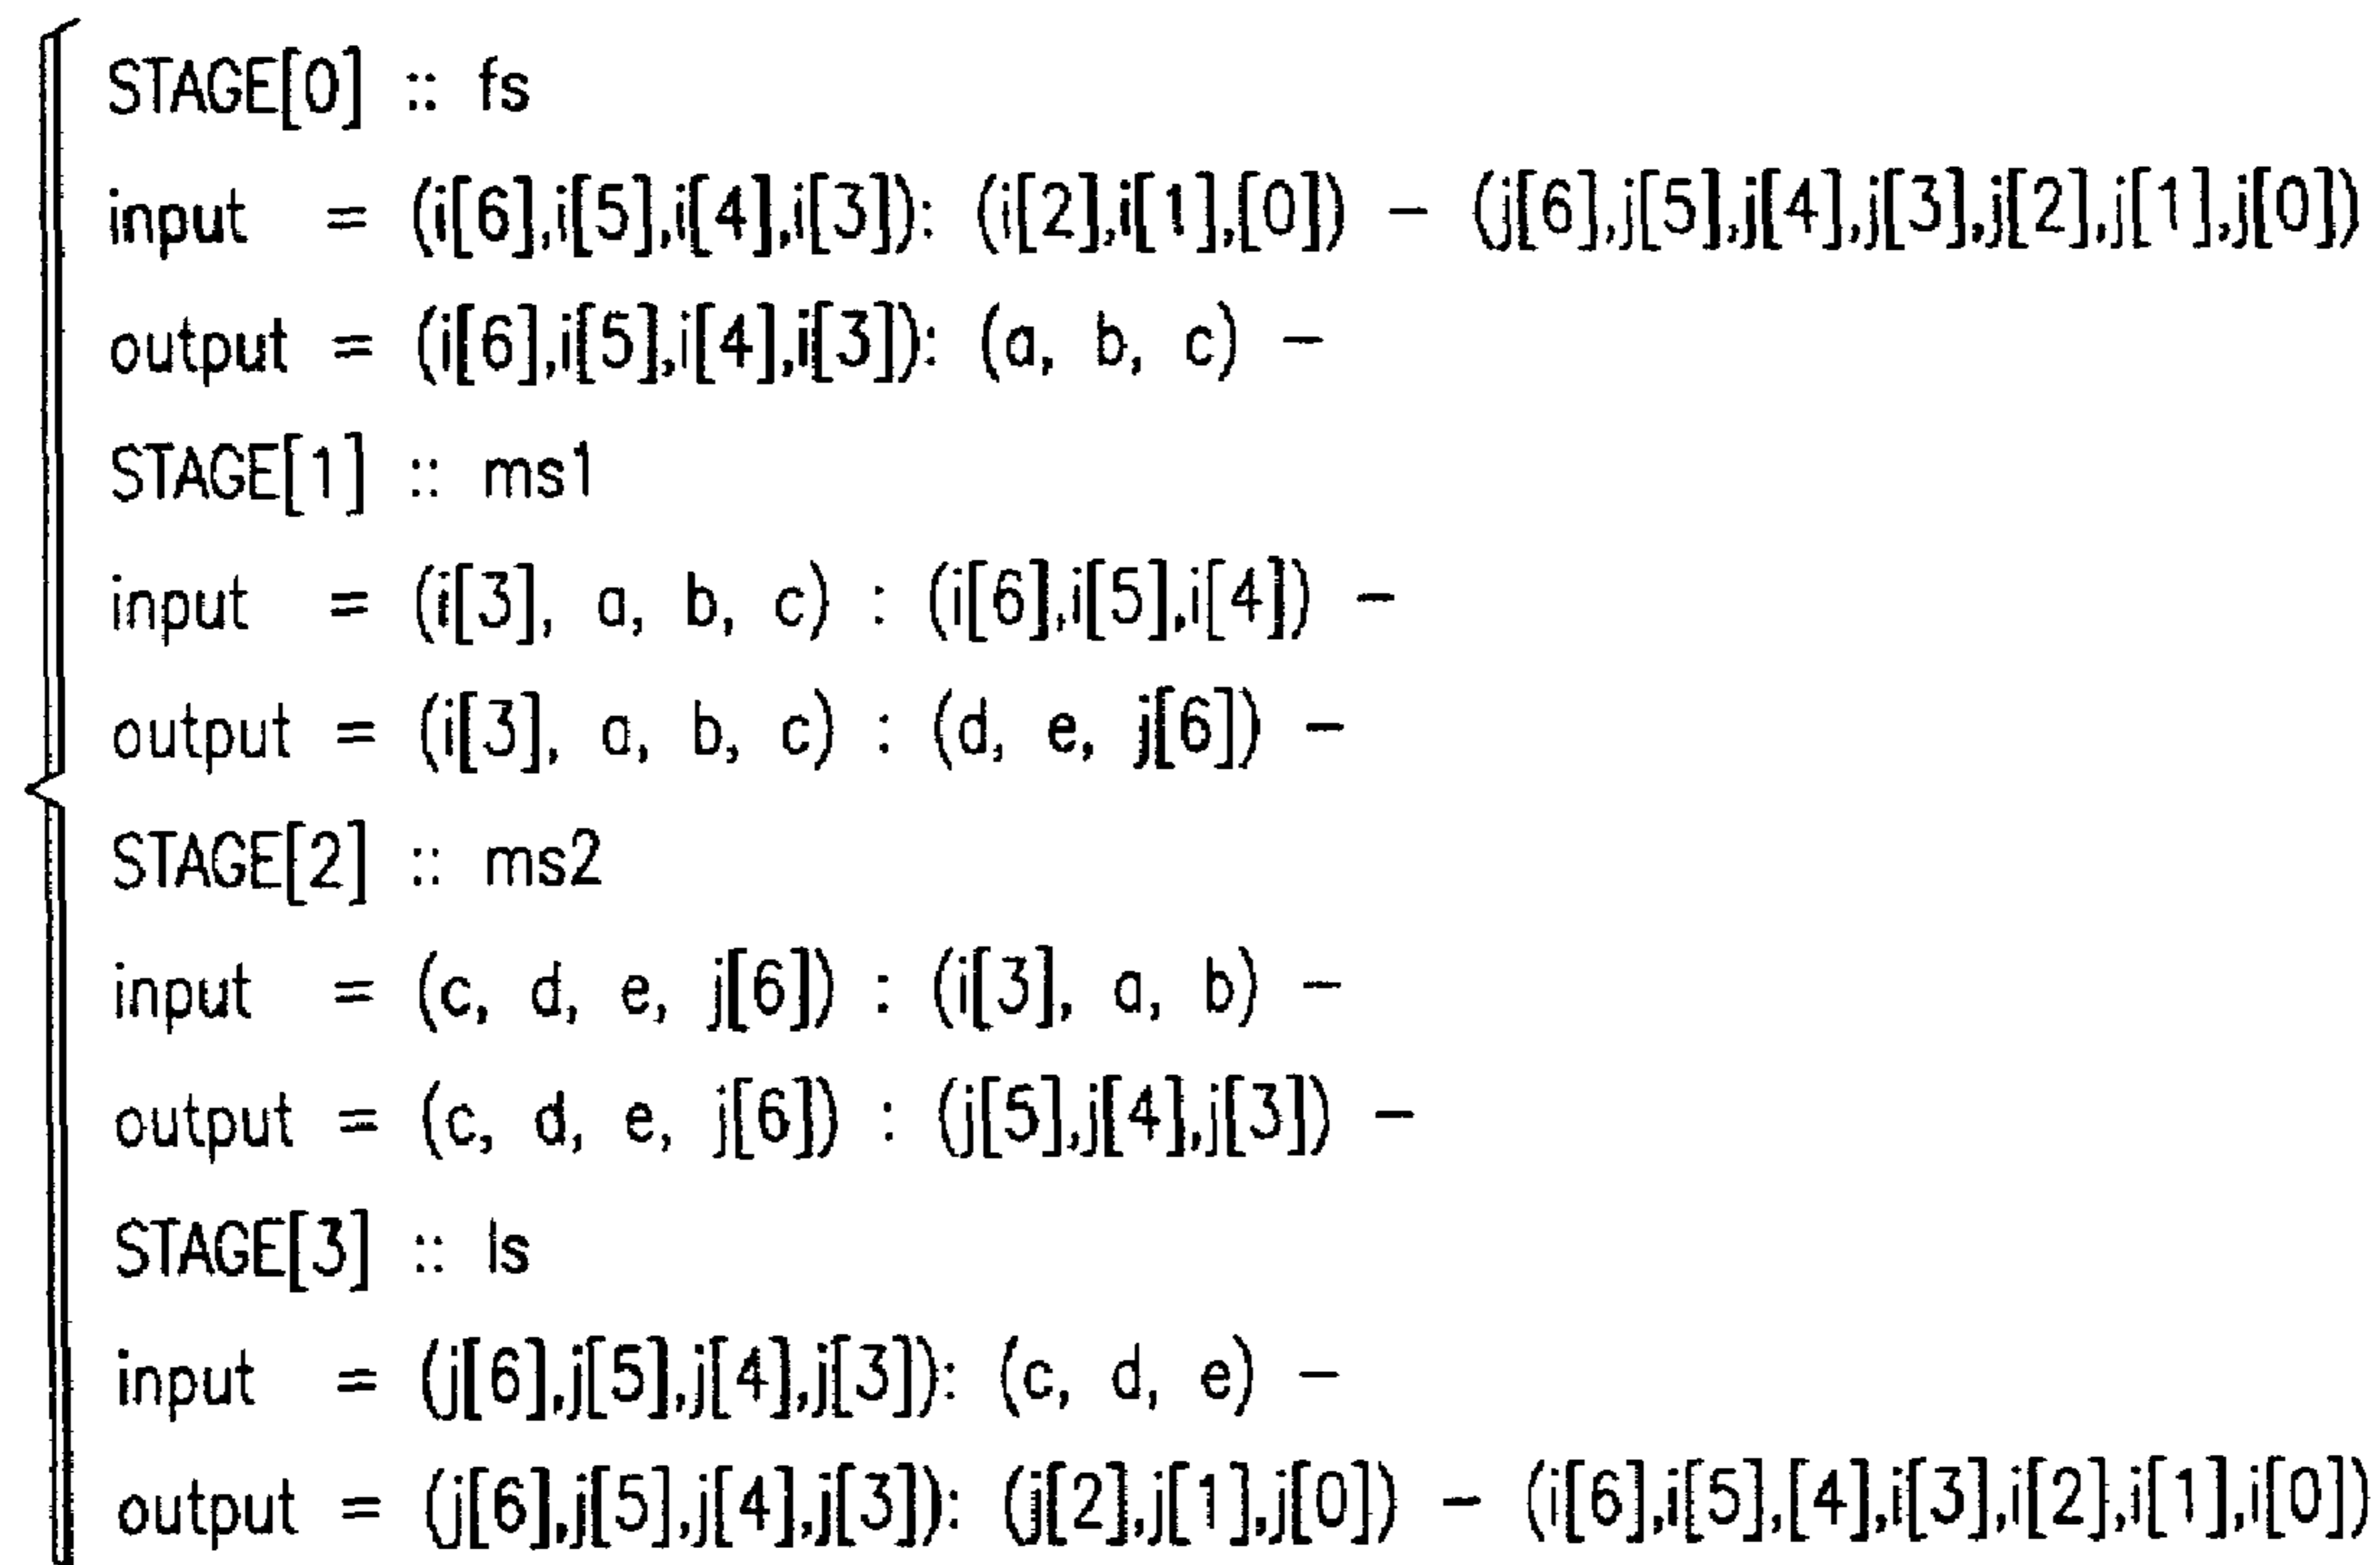 STAGE[0] :: fs
input = (i[6],i[5],i[4],i[3]): (i[2],i[1],[0]) – (j[6],j[5],j[4],j[3],j[2],j[1],j[0])
output = (i[6],i[5],i[4],i[3]): (a, b, c) –
STAGE[1] :: ms1
input = (i[3], a, b, c) : (i[6],i[5],i[4]) –
output = (i[3], a, b, c) : (d, e, j[6]) –
STAGE[2] :: ms2
input = (c, d, e, j[6]) : (i[3], a, b) –
output = (c, d, e, j[6]) : (j[5],j[4],j[3]) –
STAGE[3] :: ls
input = (j[6],j[5],j[4],j[3]): (c, d, e) –
output = (j[6],j[5],j[4],j[3]): (j[2],j[1],j[0]) – (i[6],i[5],[4],i[3],i[2],i[1],i[0])